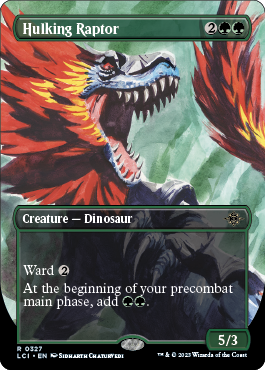 Hulking Raptor 2
Creature — Dinosaur
Ward 2
At the beginning of your precombat
main phase, add
5/3
R 0327
LCI • EN SIDHARTH CHATURVEDI ™ & © 2023 Wizards of the Coast